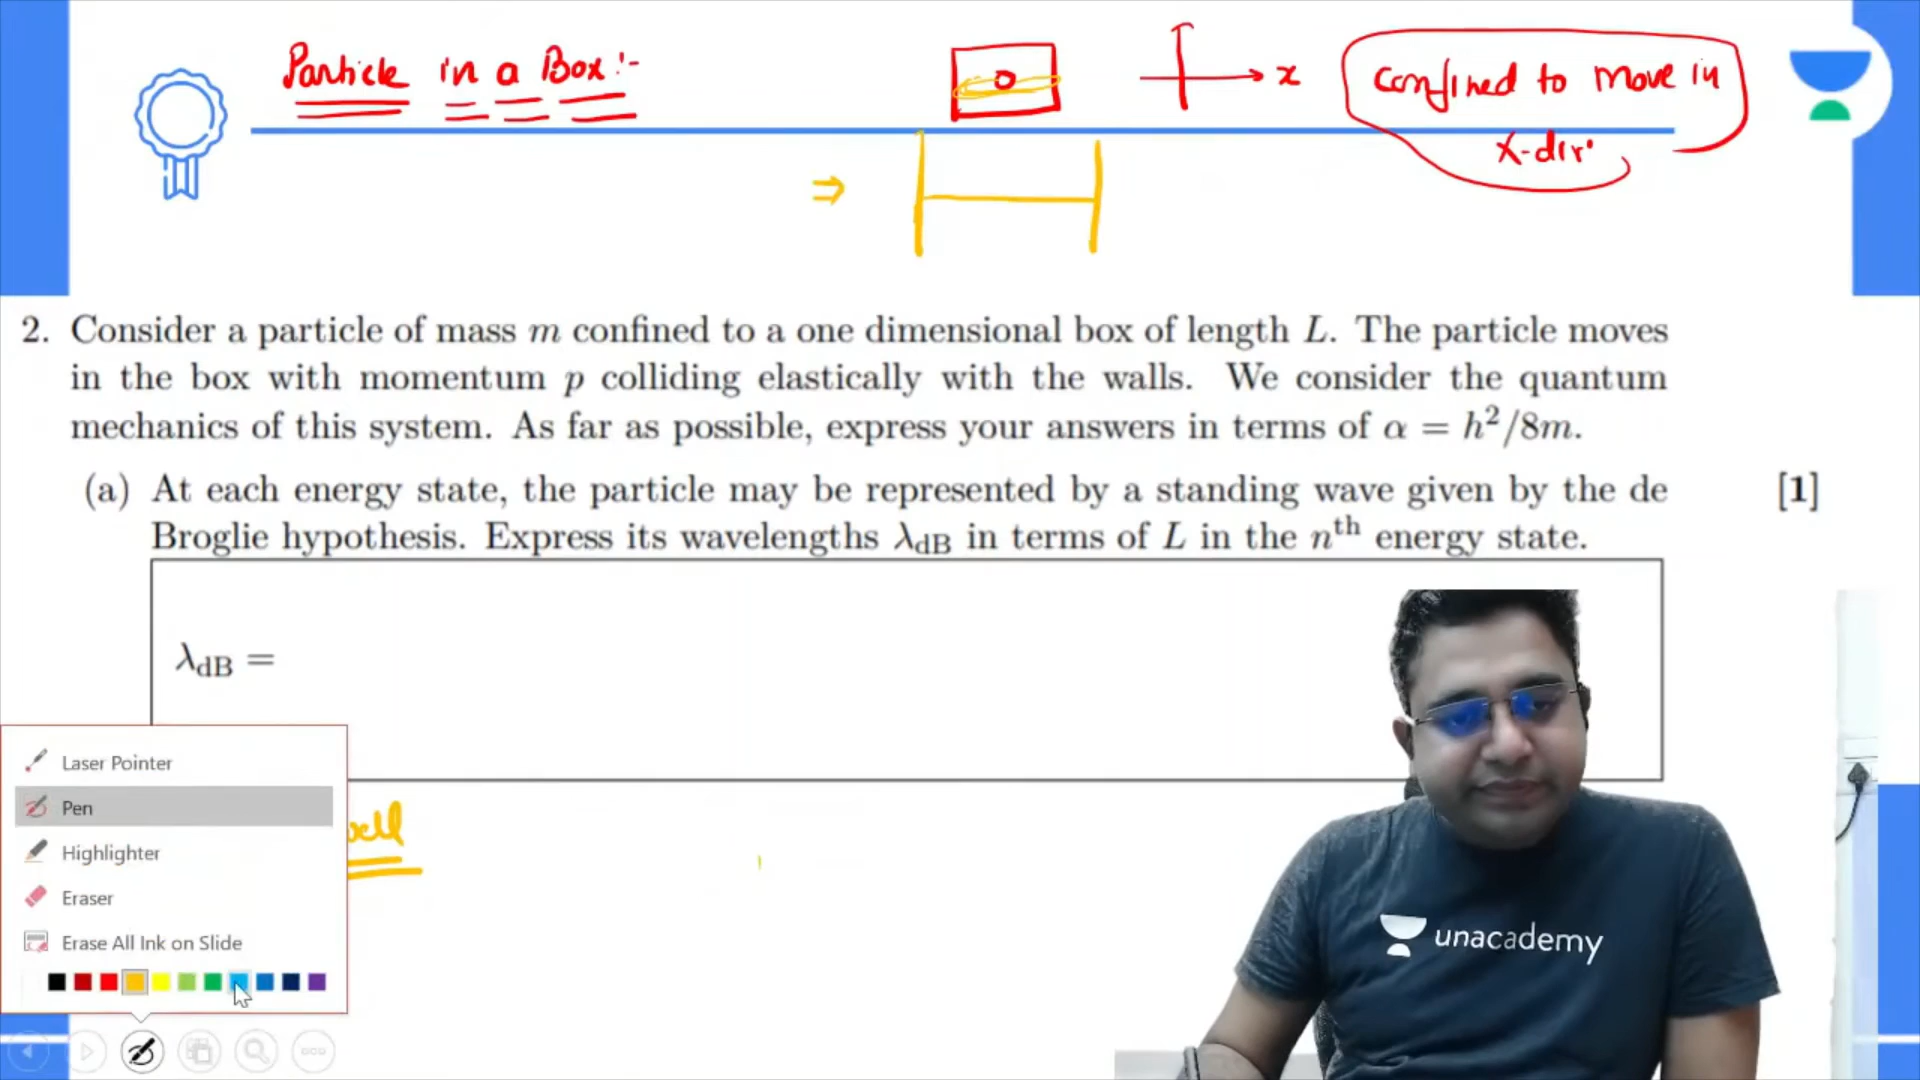 Particle in a Box :-
x
confined to move in
x-dirⁿ
⇒
2. Consider a particle of mass m confined to a one dimensional box of length L. The particle moves
in the box with momentum p colliding elastically with the walls. We consider the quantum
mechanics of this system. As far as possible, express your answers in terms of α = h²/8m.
(a) At each energy state, the particle may be represented by a standing wave given by the de [1]
Broglie hypothesis. Express its wavelengths λdB in terms of L in the nth energy state.
λdB =
Laser Pointer
Pen
Highlighter
Eraser
Erase All Ink on Slide
unacademy